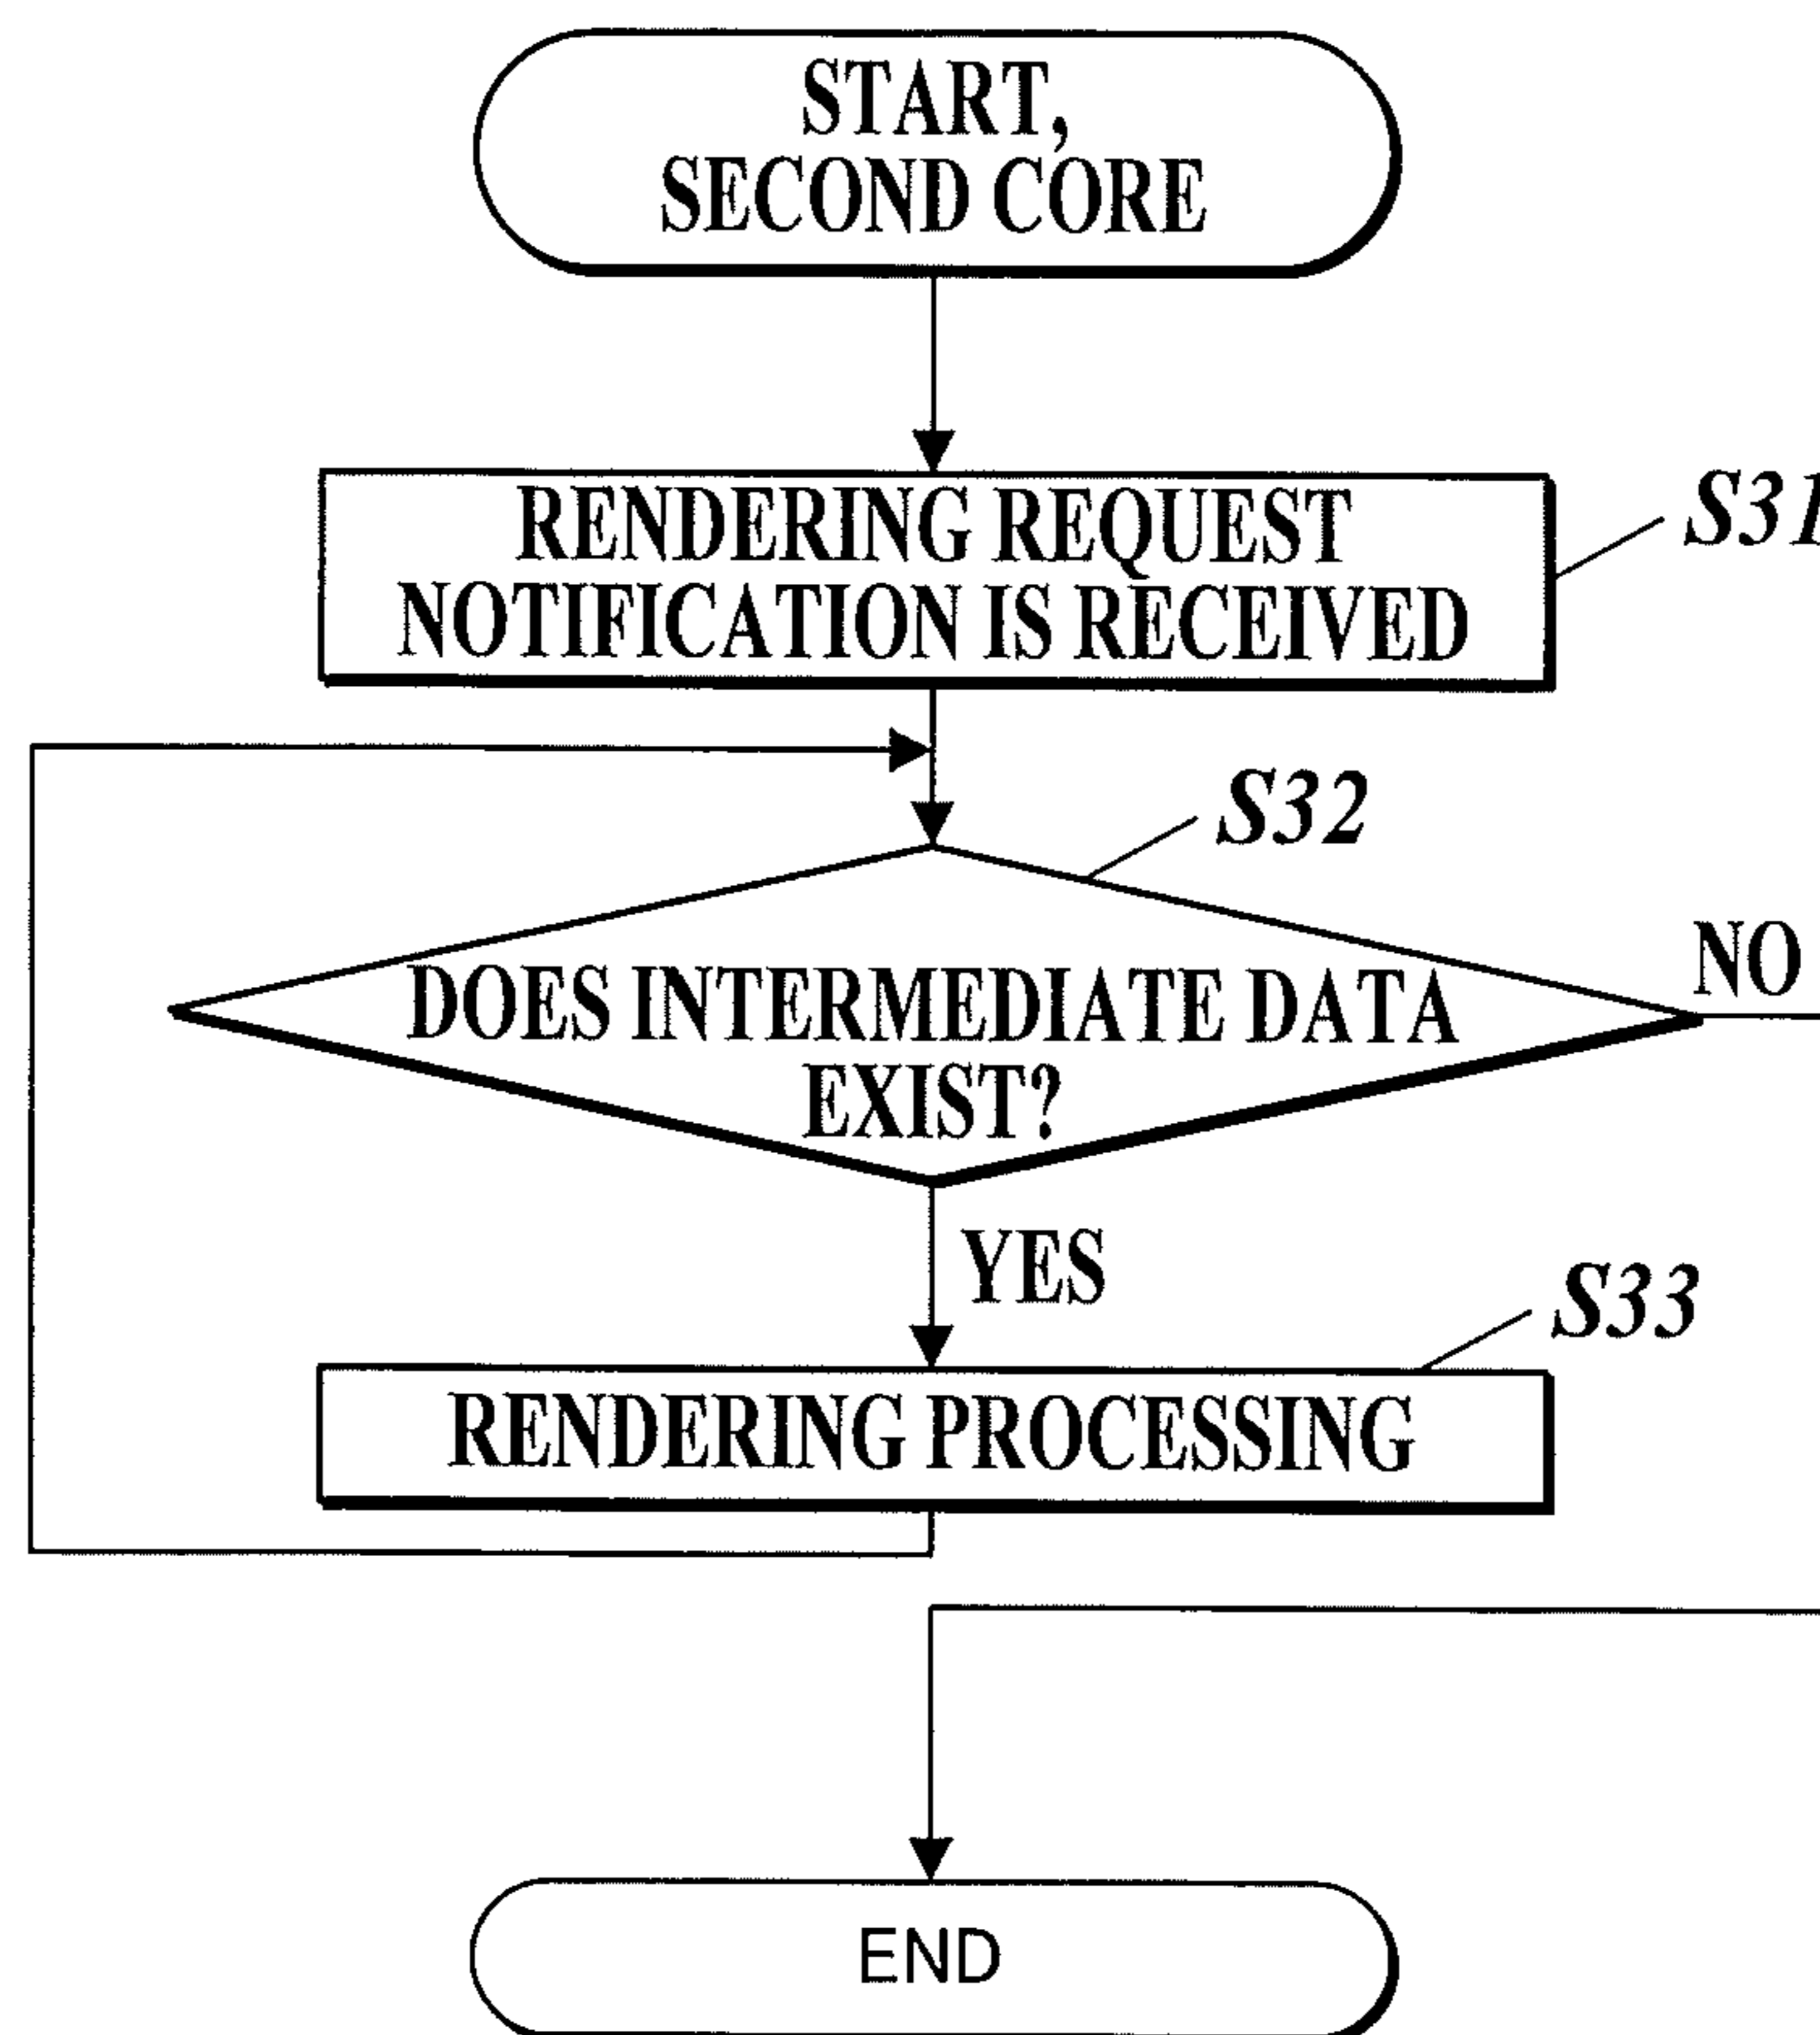 START,
SECOND CORE
RENDERING REQUEST
NOTIFICATION IS RECEIVED
S31
S32
DOES INTERMEDIATE DATA
EXIST?
NO
YES
S33
RENDERING PROCESSING
END